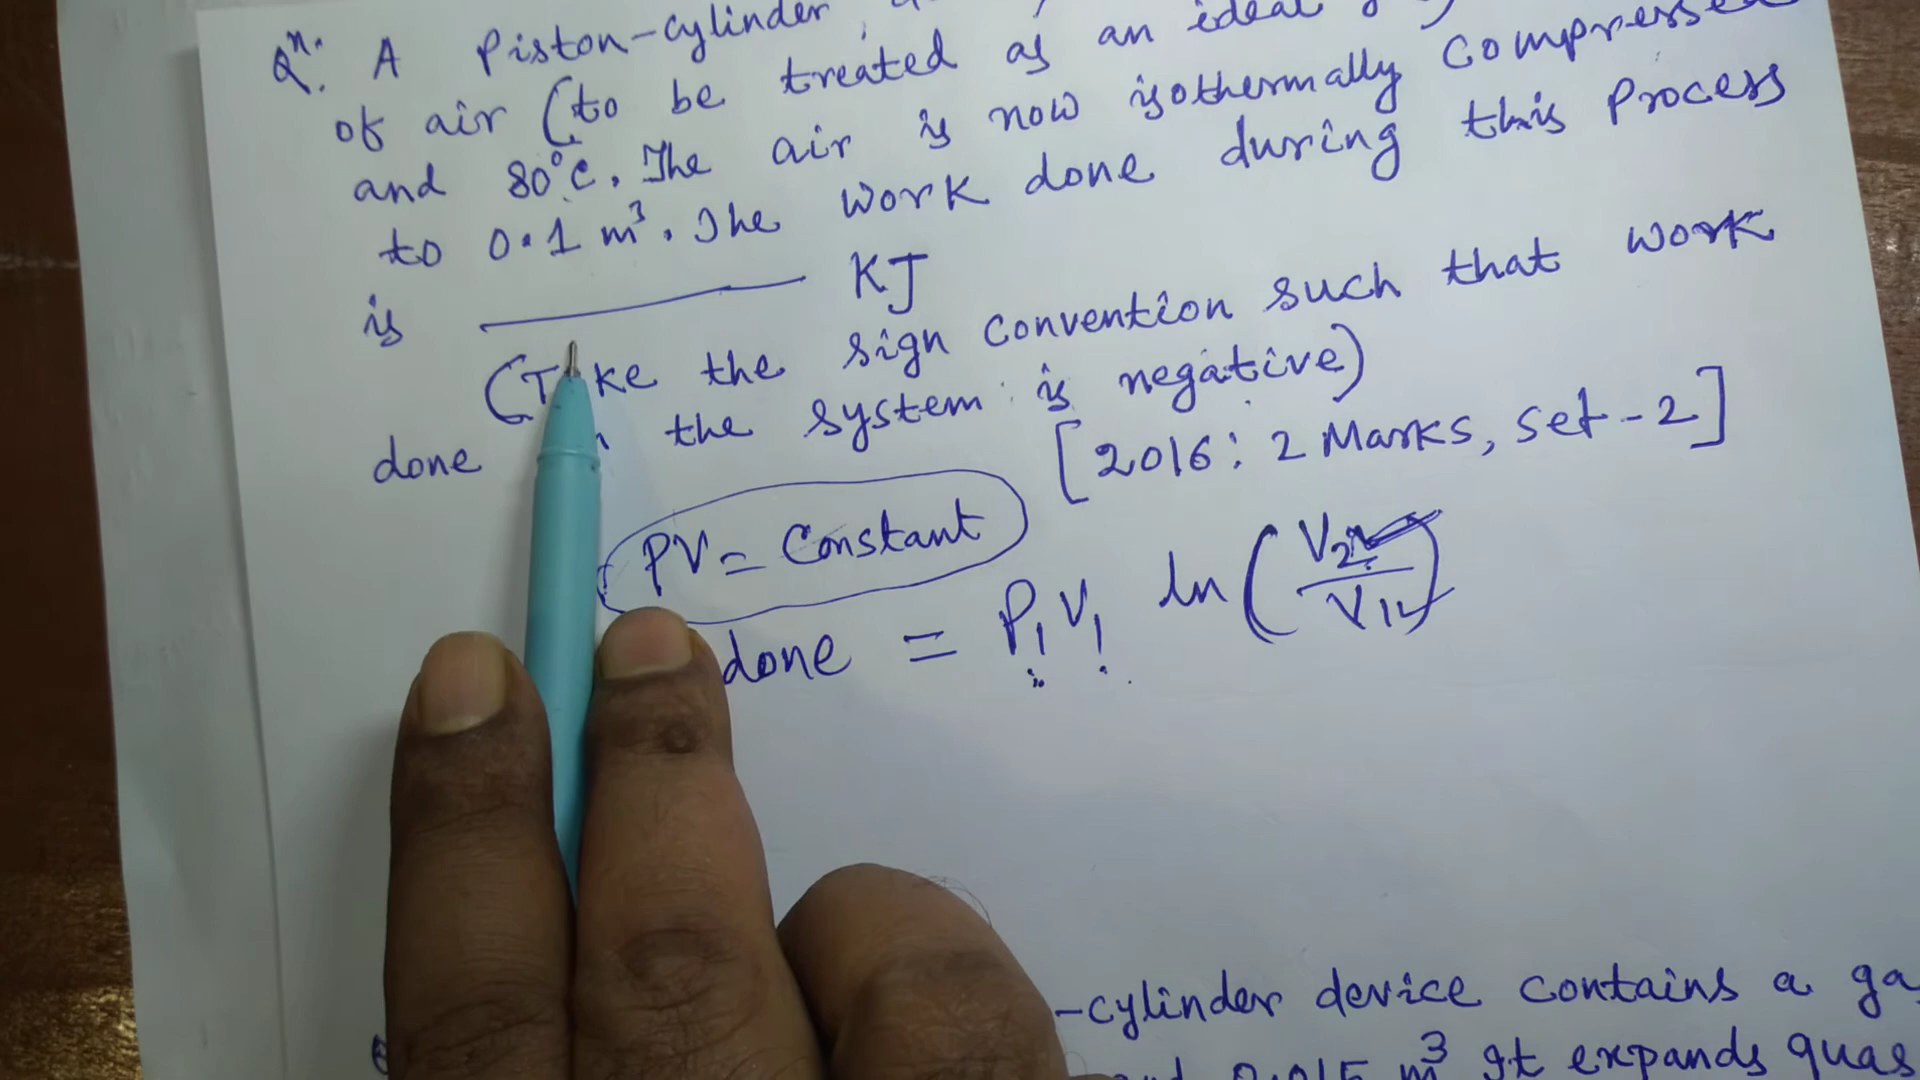 Qn. A Piston-cylinder
of air (to be treated as an ideal
and 80°C. The air is now isothermally compressed
to 0.1 m³. The work done during this process
is ________ KJ
(Take the sign convention such that work
done the system is negative)
[2016: 2 Marks, set-2]
PV = Constant
done = P₁V₁ ln (V₂/V₁)
-cylinder device contains a ga
0.015 m³ It expands quas